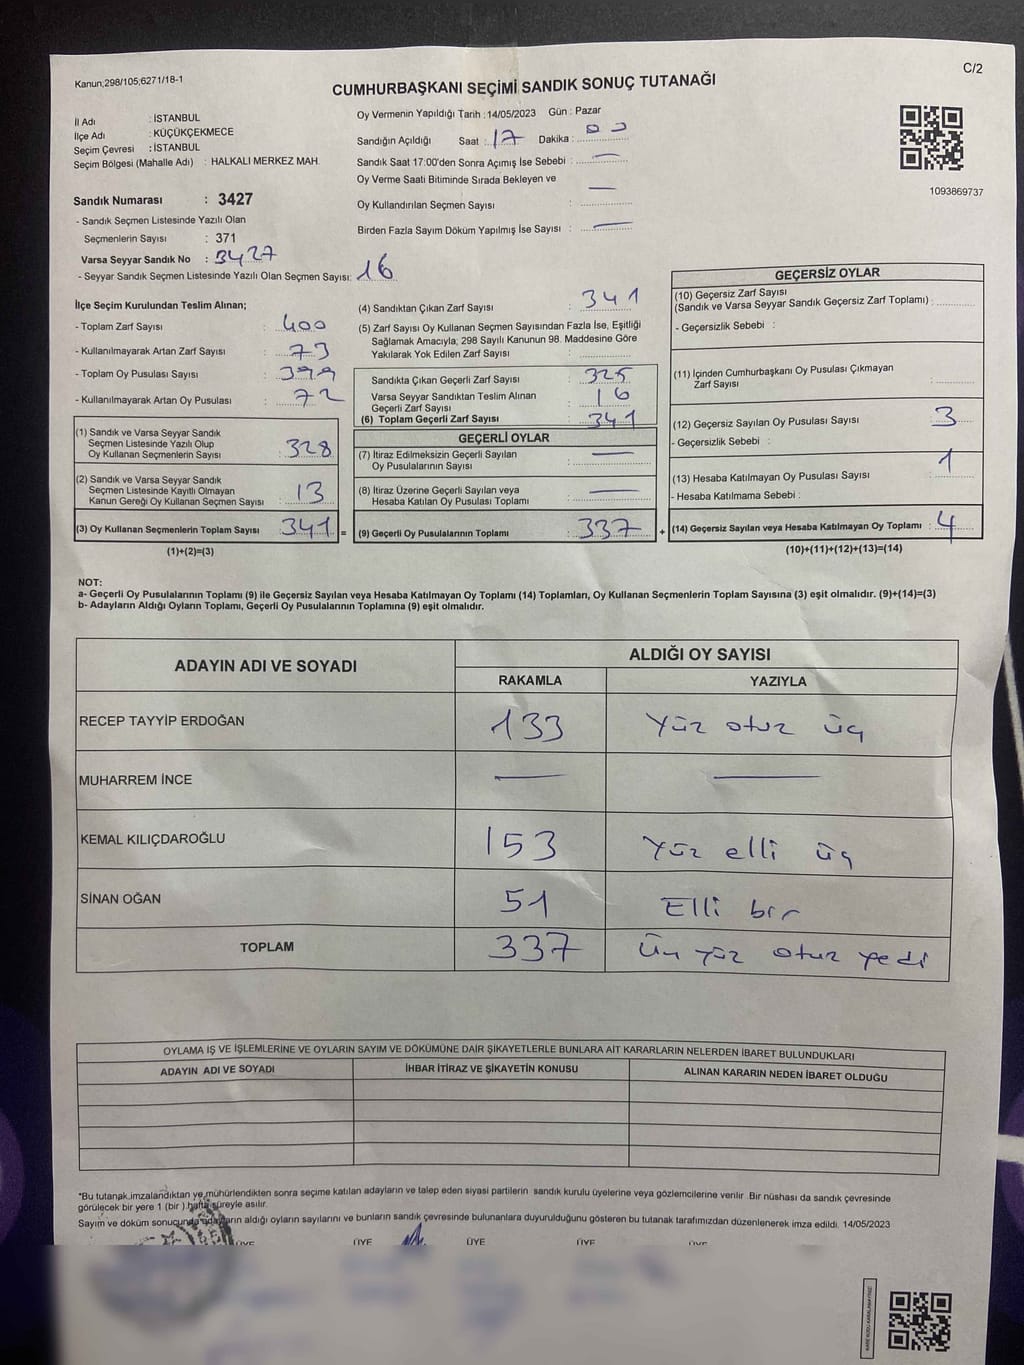 Kanun;298/105;6271/18-1
C/2
CUMHURBAŞKANI SEÇİMİ SANDIK SONUÇ TUTANAĞI
İl Adı : İSTANBUL
İlçe Adı : KÜÇÜKÇEKMECE
Seçim Çevresi : İSTANBUL
Seçim Bölgesi (Mahalle Adı) : HALKALI MERKEZ MAH.
Oy Vermenin Yapıldığı Tarih : 14/05/2023 Gün : Pazar
Sandığın Açıldığı Saat : 17 Dakika : 00
Sandık Saat 17:00'den Sonra Açımış İse Sebebi : —
Oy Verme Saati Bitiminde Sırada Bekleyen ve —
Oy Kullandırılan Seçmen Sayısı :
Birden Fazla Sayım Döküm Yapılmış İse Sayısı : —
1093869737
Sandık Numarası : 3427
- Sandık Seçmen Listesinde Yazılı Olan
Seçmenlerin Sayısı : 371
Varsa Seyyar Sandık No : 3427
- Seyyar Sandık Seçmen Listesinde Yazılı Olan Seçmen Sayısı: 16
İlçe Seçim Kurulundan Teslim Alınan;
- Toplam Zarf Sayısı : 400
- Kullanılmayarak Artan Zarf Sayısı : 73
- Toplam Oy Pusulası Sayısı : 399
- Kullanılmayarak Artan Oy Pusulası : 72
(1) Sandık ve Varsa Seyyar Sandık
Seçmen Listesinde Yazılı Olup
Oy Kullanan Seçmenlerin Sayısı : 328
(2) Sandık ve Varsa Seyyar Sandık
Seçmen Listesinde Kayıtlı Olmayan
Kanun Gereği Oy Kullanan Seçmen Sayısı : 13
(3) Oy Kullanan Seçmenlerin Toplam Sayısı : 341 =
(1)+(2)=(3)
(4) Sandıktan Çıkan Zarf Sayısı : 341
(5) Zarf Sayısı Oy Kullanan Seçmen Sayısından Fazla İse, Eşitliği
Sağlamak Amacıyla; 298 Sayılı Kanunun 98. Maddesine Göre
Yakılarak Yok Edilen Zarf Sayısı :
Sandıkta Çıkan Geçerli Zarf Sayısı : 325
Varsa Seyyar Sandıktan Teslim Alınan
Geçerli Zarf Sayısı : 16
(6) Toplam Geçerli Zarf Sayısı : 341
GEÇERLİ OYLAR
(7) İtiraz Edilmeksizin Geçerli Sayılan
Oy Pusulalarının Sayısı : —
(8) İtiraz Üzerine Geçerli Sayılan veya
Hesaba Katılan Oy Pusulası Toplamı : —
(9) Geçerli Oy Pusulalarının Toplamı : 337 +
GEÇERSİZ OYLAR
(10) Geçersiz Zarf Sayısı
(Sandık ve Varsa Seyyar Sandık Geçersiz Zarf Toplamı) :
- Geçersizlik Sebebi :
(11) İçinden Cumhurbaşkanı Oy Pusulası Çıkmayan
Zarf Sayısı :
(12) Geçersiz Sayılan Oy Pusulası Sayısı : 3
- Geçersizlik Sebebi :
(13) Hesaba Katılmayan Oy Pusulası Sayısı : 1
- Hesaba Katılmama Sebebi :
(14) Geçersiz Sayılan veya Hesaba Katılmayan Oy Toplamı : 4
(10)+(11)+(12)+(13)=(14)
NOT:
a- Geçerli Oy Pusulalarının Toplamı (9) ile Geçersiz Sayılan veya Hesaba Katılmayan Oy Toplamı (14) Toplamları, Oy Kullanan Seçmenlerin Toplam Sayısına (3) eşit olmalıdır. (9)+(14)=(3)
b- Adayların Aldığı Oyların Toplamı, Geçerli Oy Pusulalarının Toplamına (9) eşit olmalıdır.
ADAYIN ADI VE SOYADI
ALDIĞI OY SAYISI
RAKAMLA YAZIYLA
RECEP TAYYİP ERDOĞAN 133 Yüz otuz üç
MUHARREM İNCE — —
KEMAL KILIÇDAROĞLU 153 Yüz elli üç
SİNAN OĞAN 51 Elli bir
TOPLAM 337 Üç yüz otuz yedi
OYLAMA İŞ VE İŞLEMLERİNE VE OYLARIN SAYIM VE DÖKÜMÜNE DAİR ŞİKAYETLERLE BUNLARA AİT KARARLARIN NELERDEN İBARET BULUNDUKLARI
ADAYIN ADI VE SOYADI İHBAR İTİRAZ VE ŞİKAYETİN KONUSU ALINAN KARARIN NEDEN İBARET OLDUĞU
*Bu tutanak imzalandıktan ve mühürlendikten sonra seçime katılan adayların ve talep eden siyasi partilerin sandık kurulu üyelerine veya gözlemcilerine verilir. Bir nüshası da sandık çevresinde
görülecek bir yere 1 (bir) hafta süreyle asılır.
Sayım ve döküm sonucunda adayların aldığı oyların sayılarını ve bunların sandık çevresinde bulunanlara duyurulduğunu gösteren bu tutanak tarafımızdan düzenlenerek imza edildi. 14/05/2023
ÜYE ÜYE ÜYE ÜYE ÜYE